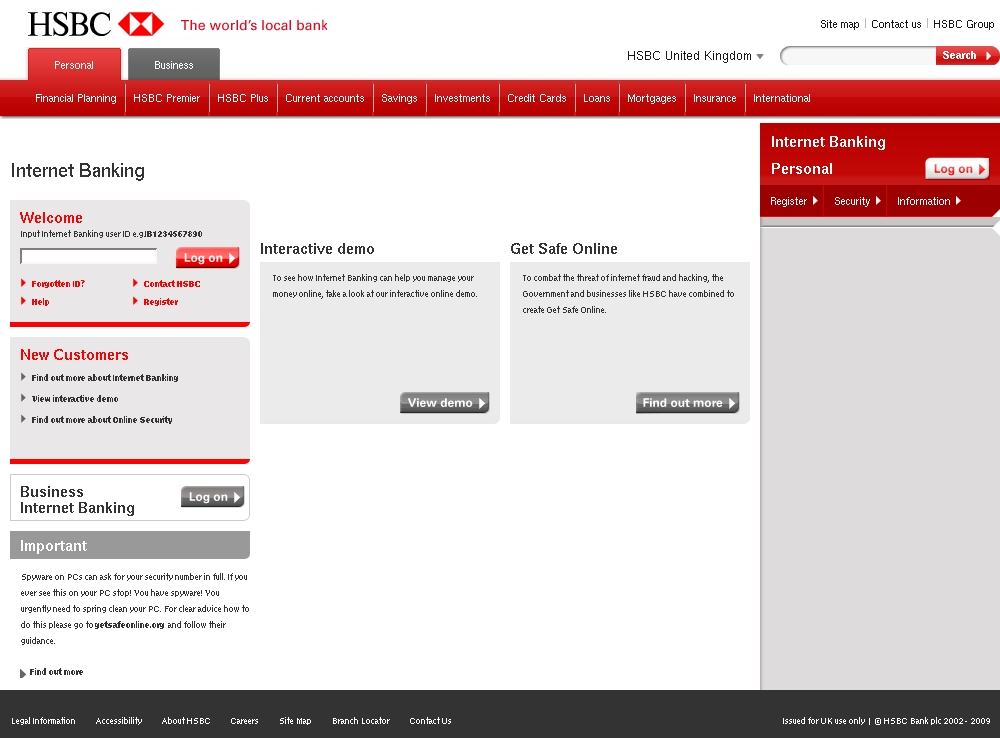 HSBC The world's local bank
Site map Contact us HSBC Group
Personal Business
HSBC United Kingdom Search
Financial Planning HSBC Premier HSBC Plus Current accounts Savings Investments Credit Cards Loans Mortgages Insurance International
Internet Banking
Personal Log on
Register Security Information
Internet Banking
Welcome
Input Internet Banking user ID e.g.IB1234567890
Log on
Forgotten ID? Contact HSBC
Help Register
New Customers
Find out more about Internet Banking
View interactive demo
Find out more about Online Security
Business
Internet Banking
Log on
Important
Spyware on PCs can ask for your security number in full. If you
ever see this on your PC stop! You have spyware! You
urgently need to spring clean your PC. For clear advice how to
do this please go to getsafeonline.org and follow their
guidance.
Find out more
Interactive demo
To see how Internet Banking can help you manage your
money online, take a look at our interactive online demo.
View demo
Get Safe Online
To combat the threat of internet fraud and hacking, the
Government and businesses like HSBC have combined to
create Get Safe Online.
Find out more
Legal Information Accessibility About HSBC Careers Site Map Branch Locator Contact Us
Issued for UK use only | © HSBC Bank plc 2002 - 2009